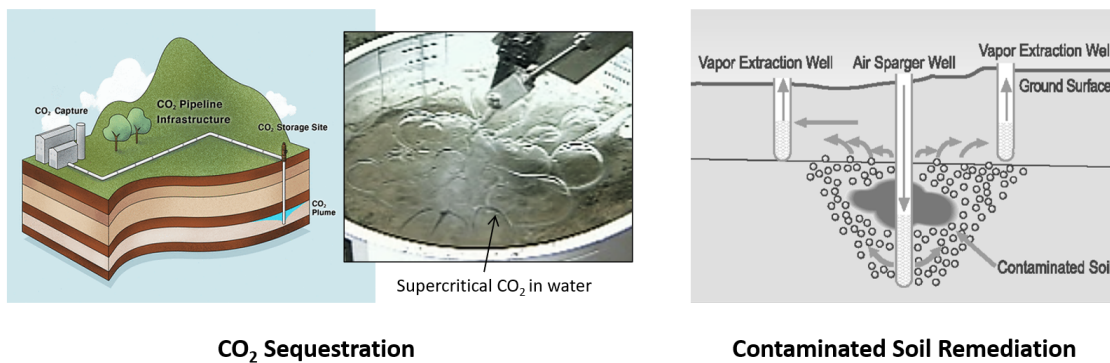 CO₂ Capture
CO₂ Pipeline
Infrastructure
CO₂ Storage Site
CO₂
Plume
Supercritical CO₂ in water
CO₂ Sequestration
Vapor Extraction Well
Air Sparger Well
Vapor Extraction Well
Ground Surface
Contaminated Soil
Contaminated Soil Remediation